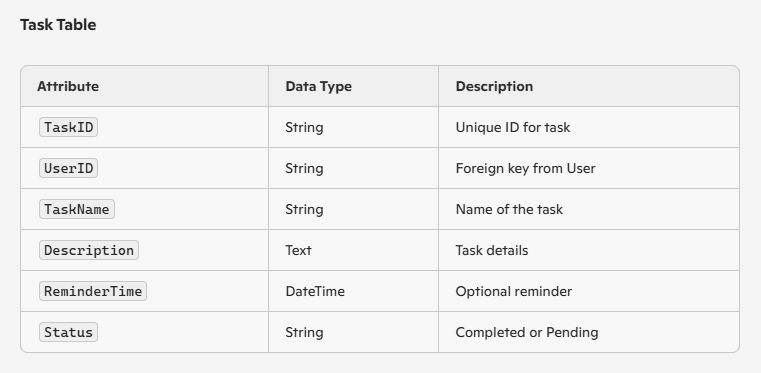 Task Table
Attribute Data Type Description
TaskID String Unique ID for task
UserID String Foreign key from User
TaskName String Name of the task
Description Text Task details
ReminderTime DateTime Optional reminder
Status String Completed or Pending